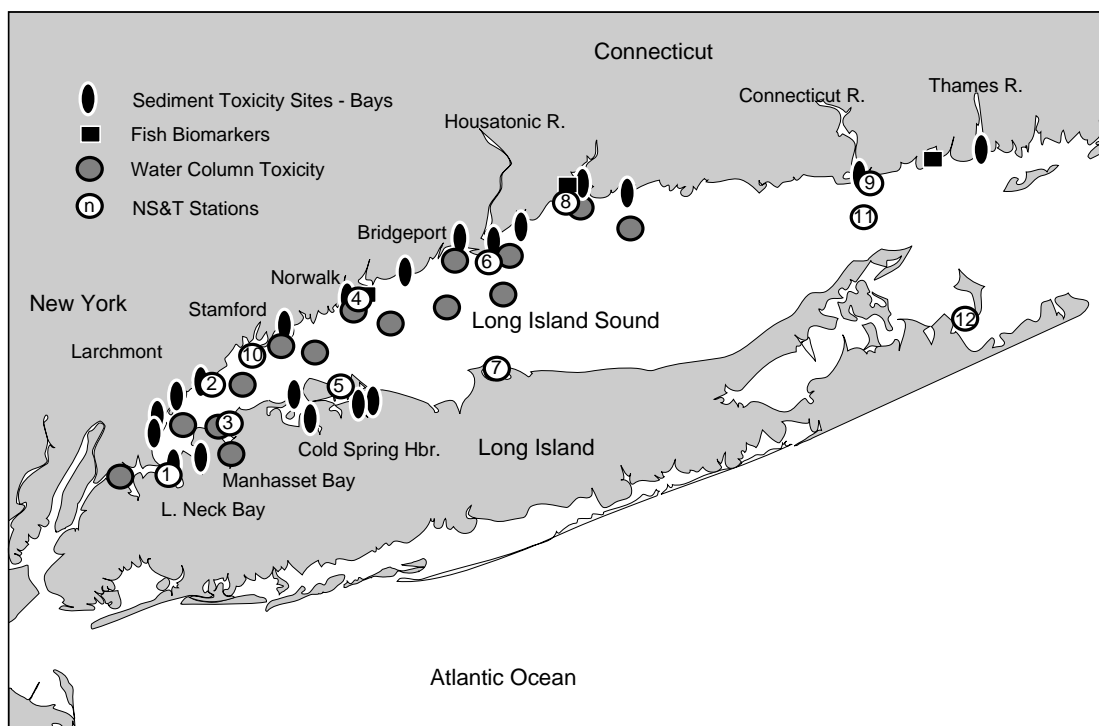 Connecticut
Sediment Toxicity Sites - Bays
Fish Biomarkers
Water Column Toxicity
n
NS&T Stations
Connecticut R.
Thames R.
Housatonic R.
9
8
11
Bridgeport
6
Norwalk
4
New York
Stamford
Long Island Sound
12
Larchmont
10
7
2
5
3
Cold Spring Hbr.
Long Island
1
Manhasset Bay
L. Neck Bay
Atlantic Ocean